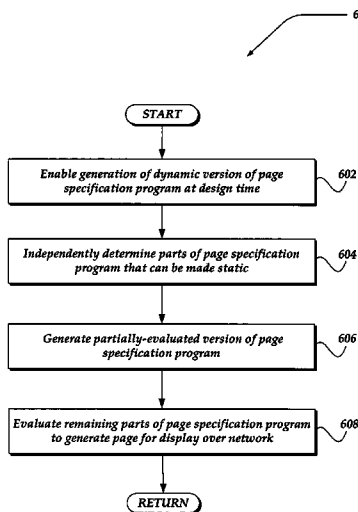 6
START
Enable generation of dynamic version of page
specification program at design time
602
Independently determine parts of page specification
program that can be made static
604
Generate partially-evaluated version of page
specification program
606
Evaluate remaining parts of page specification program
to generate page for display over network
608
RETURN